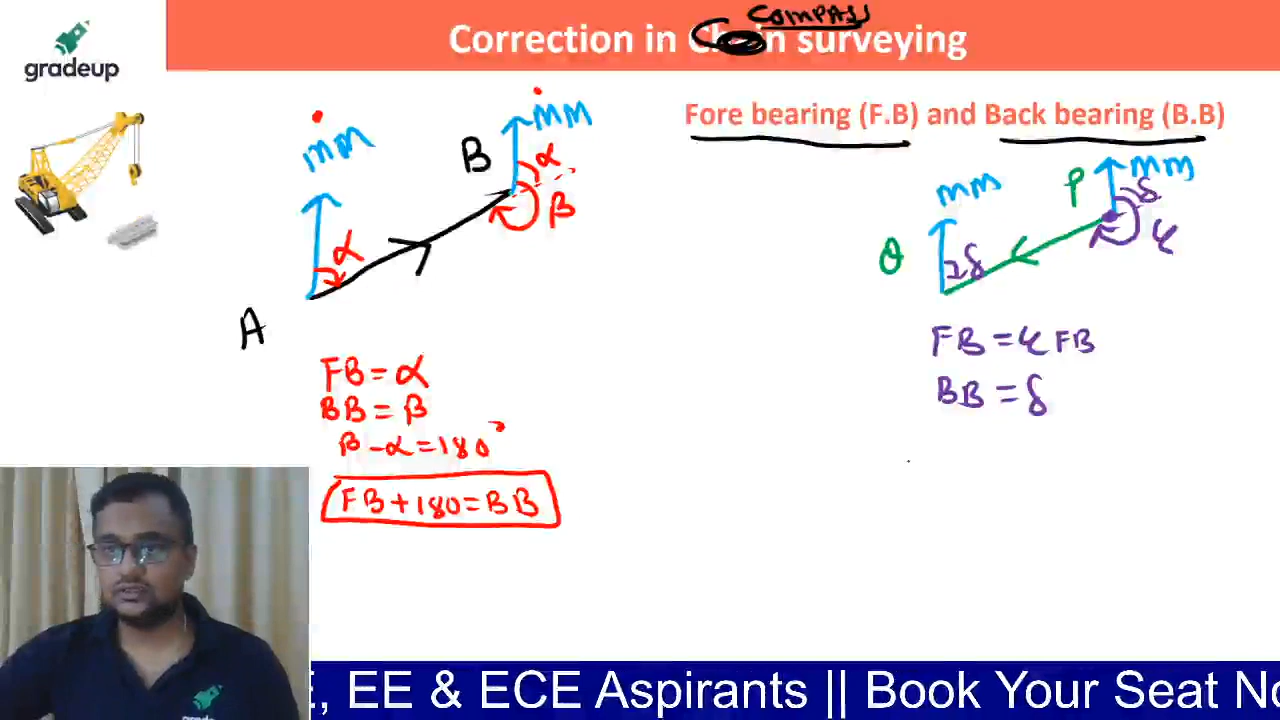 gradeup
Correction in Chain surveying
COMPASS
Fore bearing (F.B) and Back bearing (B.B)
mm
B
mm
α
β
α
A
FB = α
BB = β
β - α = 180°
FB + 180 = BB
mm
P
mm
δ
Q
δ
FB = FB
BB = δ
E, EE & ECE Aspirants || Book Your Seat No